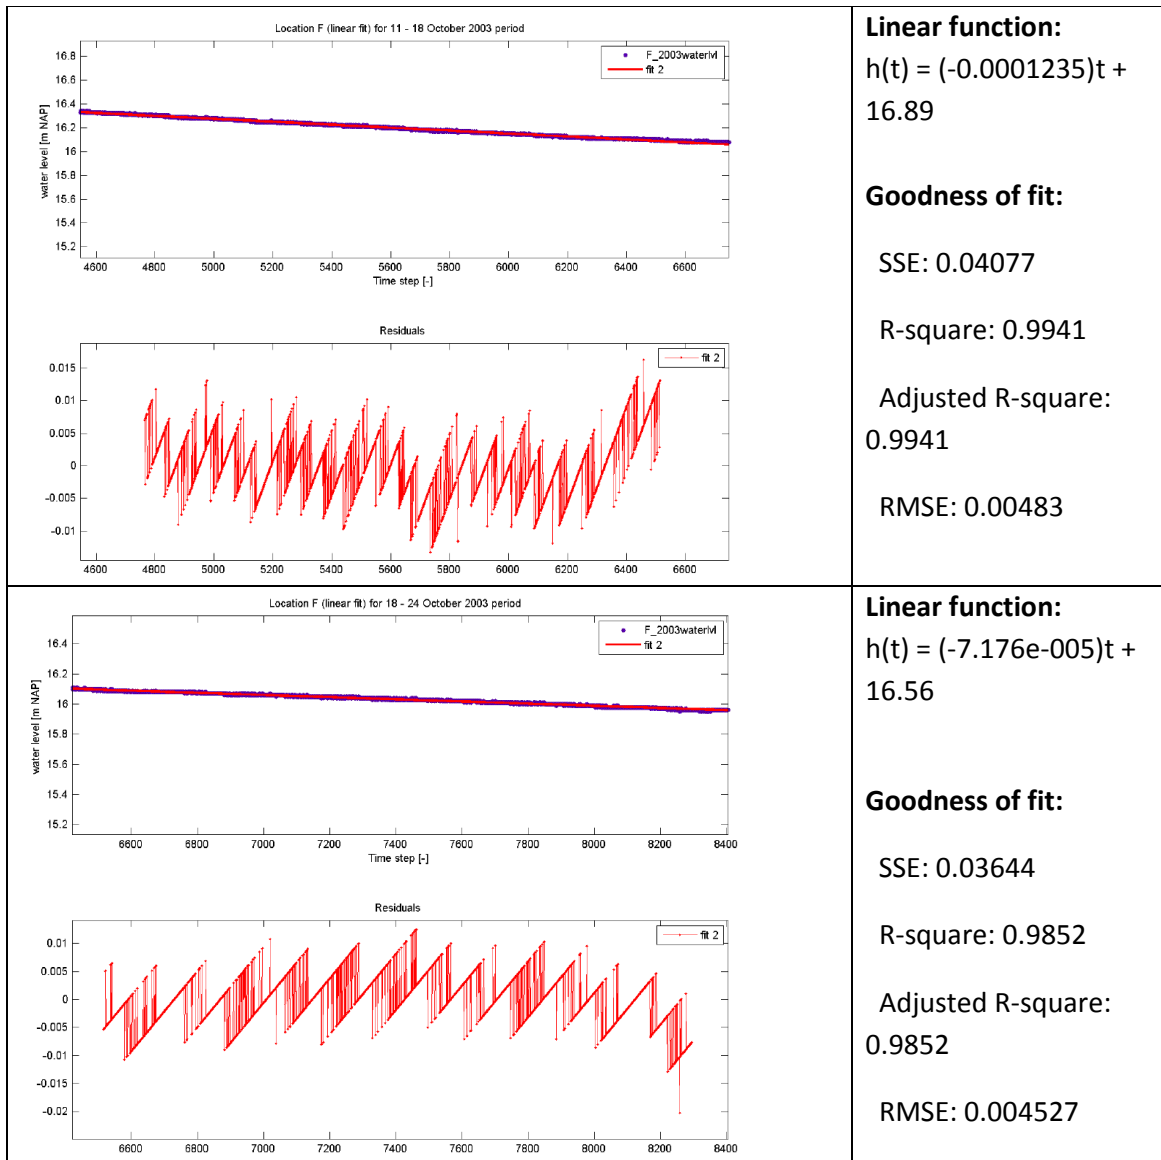 Location F (linear fit) for 11 - 18 October 2003 period
F_2003waterlvl
fit 2
16.8
16.6
16.4
16.2
16
15.8
15.6
15.4
15.2
water level [m NAP]
4600 4800 5000 5200 5400 5600 5800 6000 6200 6400 6600
Time step [-]
Residuals
fit 2
0.015
0.01
0.005
0
-0.005
-0.01
4600 4800 5000 5200 5400 5600 5800 6000 6200 6400 6600
Linear function:
h(t) = (-0.0001235)t +
16.89
Goodness of fit:
SSE: 0.04077
R-square: 0.9941
Adjusted R-square:
0.9941
RMSE: 0.00483
Location F (linear fit) for 18 - 24 October 2003 period
F_2003waterlvl
fit 2
16.4
16.2
16
15.8
15.6
15.4
15.2
water level [m NAP]
6600 6800 7000 7200 7400 7600 7800 8000 8200 8400
Time step [-]
Residuals
fit 2
0.01
0.005
0
-0.005
-0.01
-0.015
-0.02
6600 6800 7000 7200 7400 7600 7800 8000 8200 8400
Linear function:
h(t) = (-7.176e-005)t +
16.56
Goodness of fit:
SSE: 0.03644
R-square: 0.9852
Adjusted R-square:
0.9852
RMSE: 0.004527